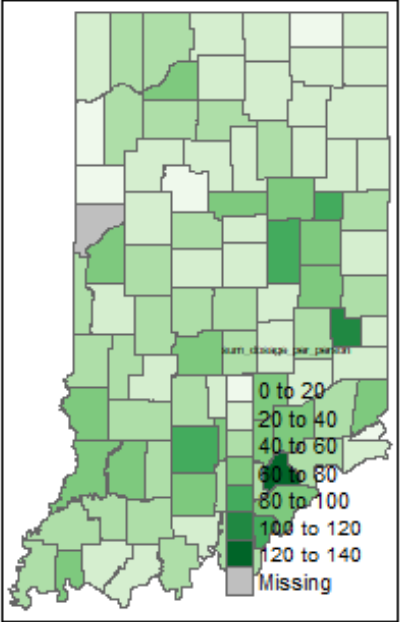 sum_dosage_per_person
0 to 20
20 to 40
40 to 60
60 to 80
80 to 100
100 to 120
120 to 140
Missing